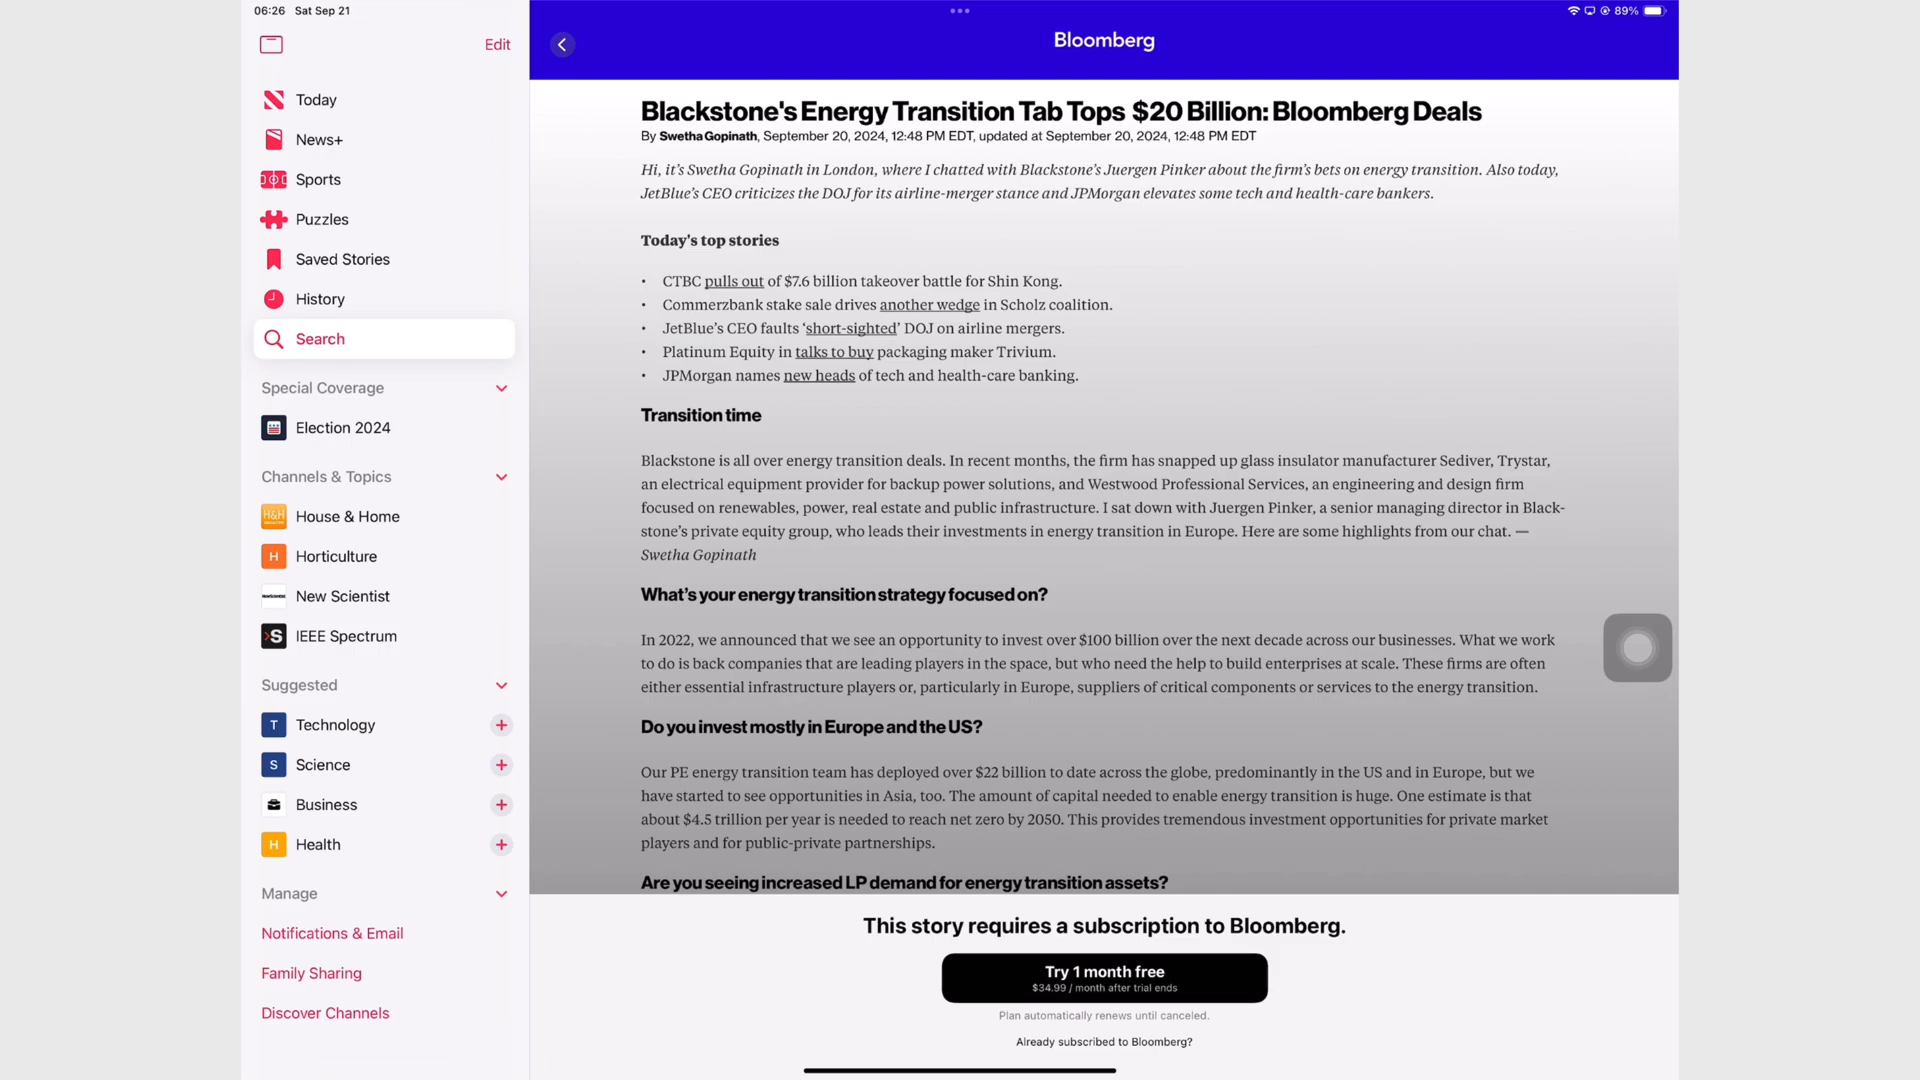 06:26 Sat Sep 21
89%
Edit
Today
News+
Sports
Puzzles
Saved Stories
History
Search
Special Coverage
Election 2024
Channels & Topics
H&H
House & Home
H
Horticulture
New Scientist
S
IEEE Spectrum
Suggested
T
Technology
S
Science
Business
H
Health
Manage
Notifications & Email
Family Sharing
Discover Channels
Bloomberg
Blackstone's Energy Transition Tab Tops $20 Billion: Bloomberg Deals
By Swetha Gopinath, September 20, 2024, 12:48 PM EDT, updated at September 20, 2024, 12:48 PM EDT
Hi, it’s Swetha Gopinath in London, where I chatted with Blackstone’s Juergen Pinker about the firm’s bets on energy transition. Also today,
JetBlue’s CEO criticizes the DOJ for its airline-merger stance and JPMorgan elevates some tech and health-care bankers.
Today’s top stories
• CTBC pulls out of $7.6 billion takeover battle for Shin Kong.
• Commerzbank stake sale drives another wedge in Scholz coalition.
• JetBlue’s CEO faults ‘short-sighted’ DOJ on airline mergers.
• Platinum Equity in talks to buy packaging maker Trivium.
• JPMorgan names new heads of tech and health-care banking.
Transition time
Blackstone is all over energy transition deals. In recent months, the firm has snapped up glass insulator manufacturer Sediver, Trystar,
an electrical equipment provider for backup power solutions, and Westwood Professional Services, an engineering and design firm
focused on renewables, power, real estate and public infrastructure. I sat down with Juergen Pinker, a senior managing director in Black-
stone’s private equity group, who leads their investments in energy transition in Europe. Here are some highlights from our chat. —
Swetha Gopinath
What’s your energy transition strategy focused on?
In 2022, we announced that we see an opportunity to invest over $100 billion over the next decade across our businesses. What we work
to do is back companies that are leading players in the space, but who need the help to build enterprises at scale. These firms are often
either essential infrastructure players or, particularly in Europe, suppliers of critical components or services to the energy transition.
Do you invest mostly in Europe and the US?
Our PE energy transition team has deployed over $22 billion to date across the globe, predominantly in the US and in Europe, but we
have started to see opportunities in Asia, too. The amount of capital needed to enable energy transition is huge. One estimate is that
about $4.5 trillion per year is needed to reach net zero by 2050. This provides tremendous investment opportunities for private market
players and for public-private partnerships.
Are you seeing increased LP demand for energy transition assets?
This story requires a subscription to Bloomberg.
Try 1 month free
$34.99 / month after trial ends
Plan automatically renews until canceled.
Already subscribed to Bloomberg?